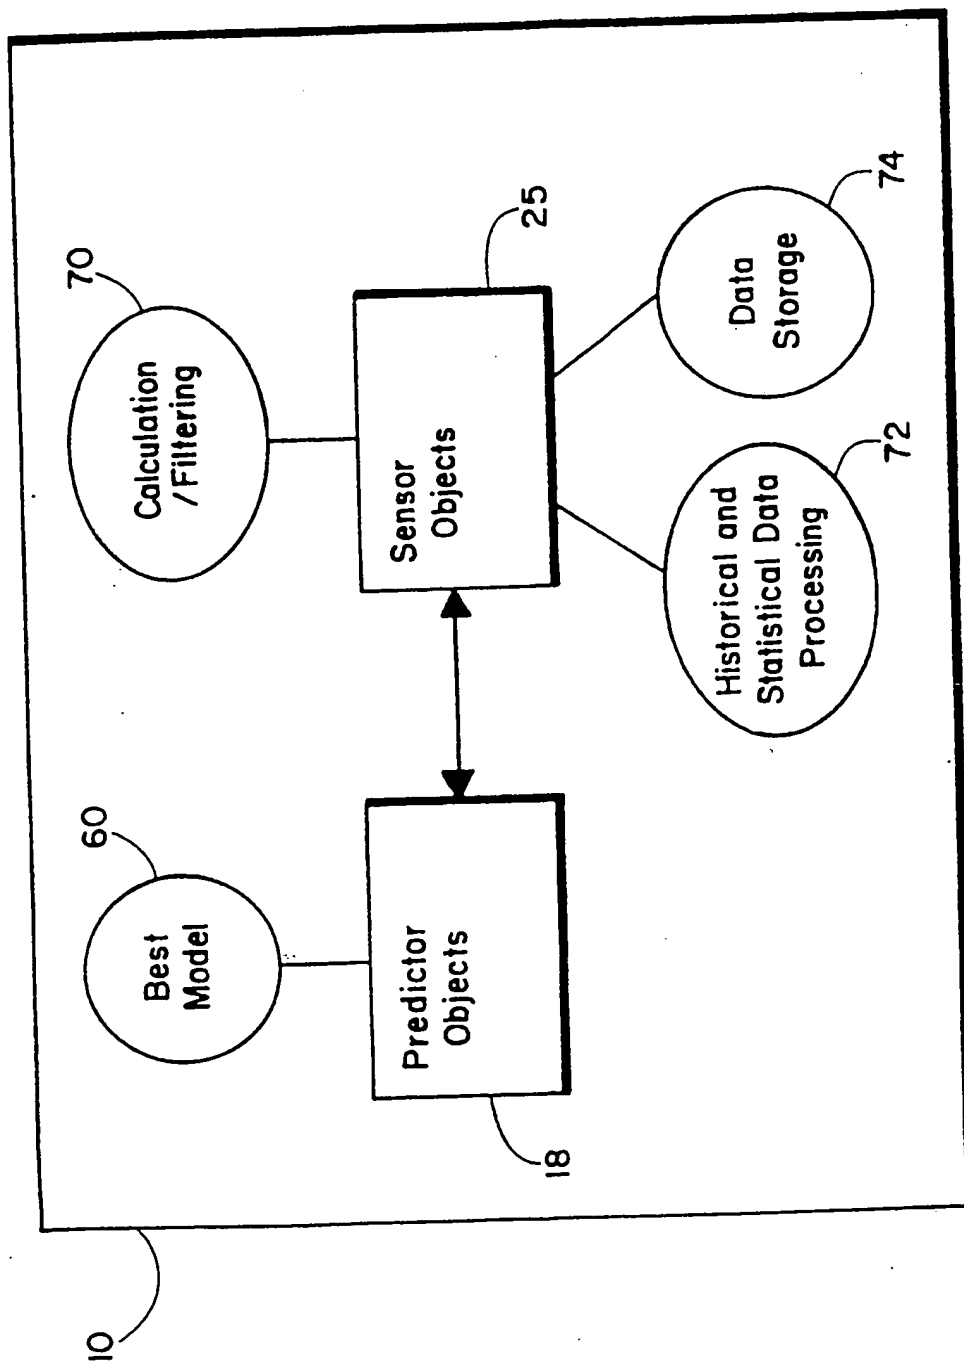 60
Best
Model
70
Calculation
/Filtering
Predictor
Objects
18
Sensor
Objects
25
Historical and
Statistical Data
Processing
72
Data
Storage
74
10